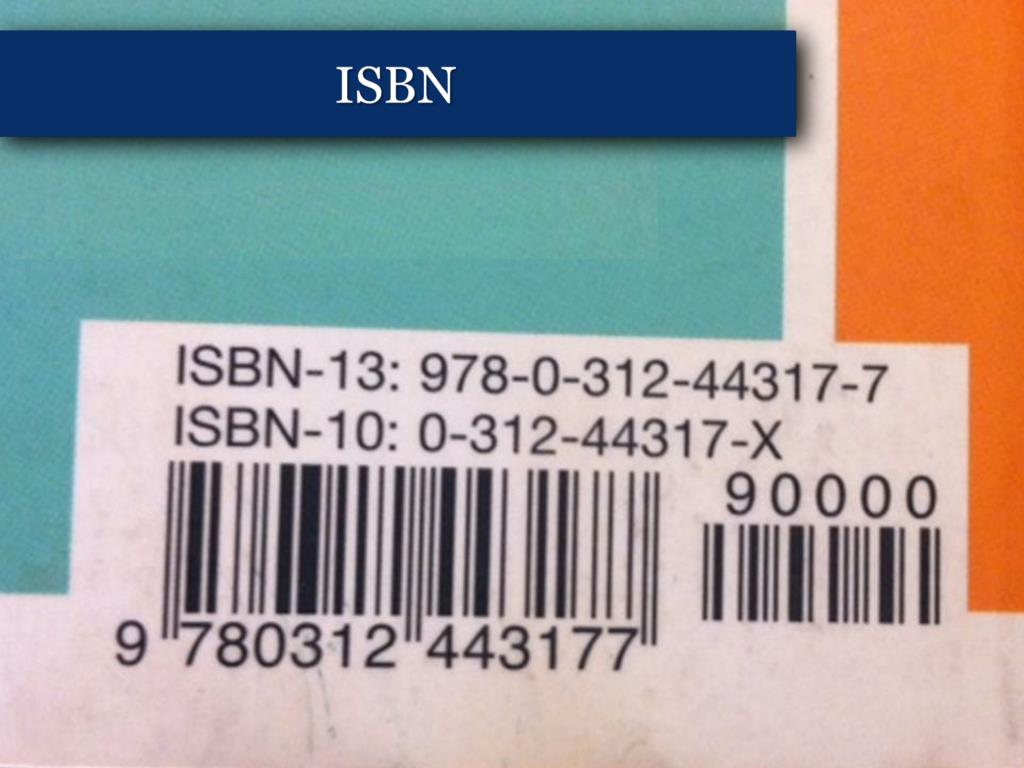 ISBN
ISBN-13: 978-0-312-44317-7
ISBN-10: 0-312-44317-X
90000
9 780312 443177